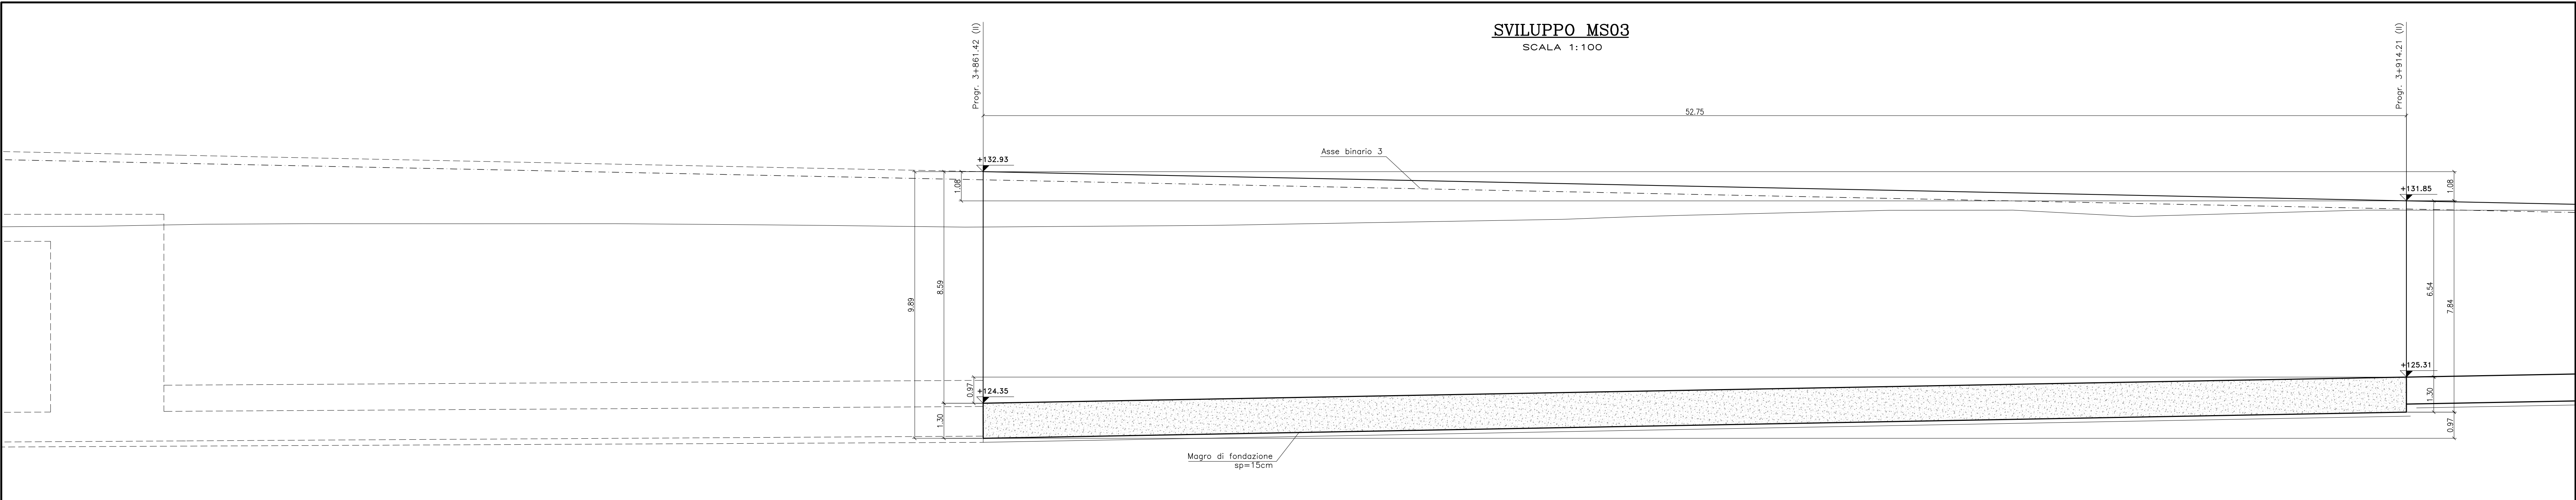 SVILUPPO MS03
SCALA 1:100
Progr. 3+861.42 (II)
Progr. 3+914.21 (II)
52.75
Asse binario 3
+132.93
1.08
+131.85
1.08
9.89
8.59
6.54
7.84
0.97
+124.35
1.30
+125.31
1.30
0.97
Magro di fondazione
sp=15cm